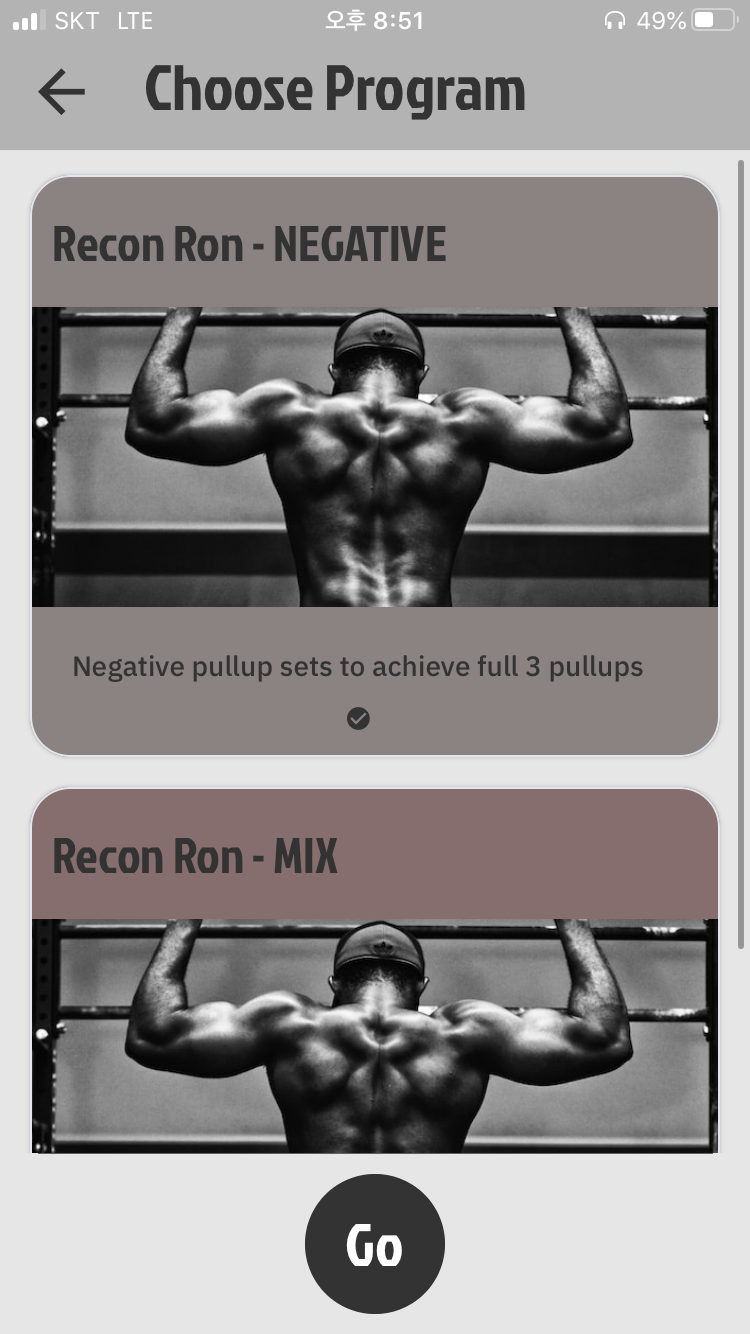 SKT LTE 오후 8:51 49%
Choose Program
Recon Ron - NEGATIVE
Negative pullup sets to achieve full 3 pullups
Recon Ron - MIX
Go